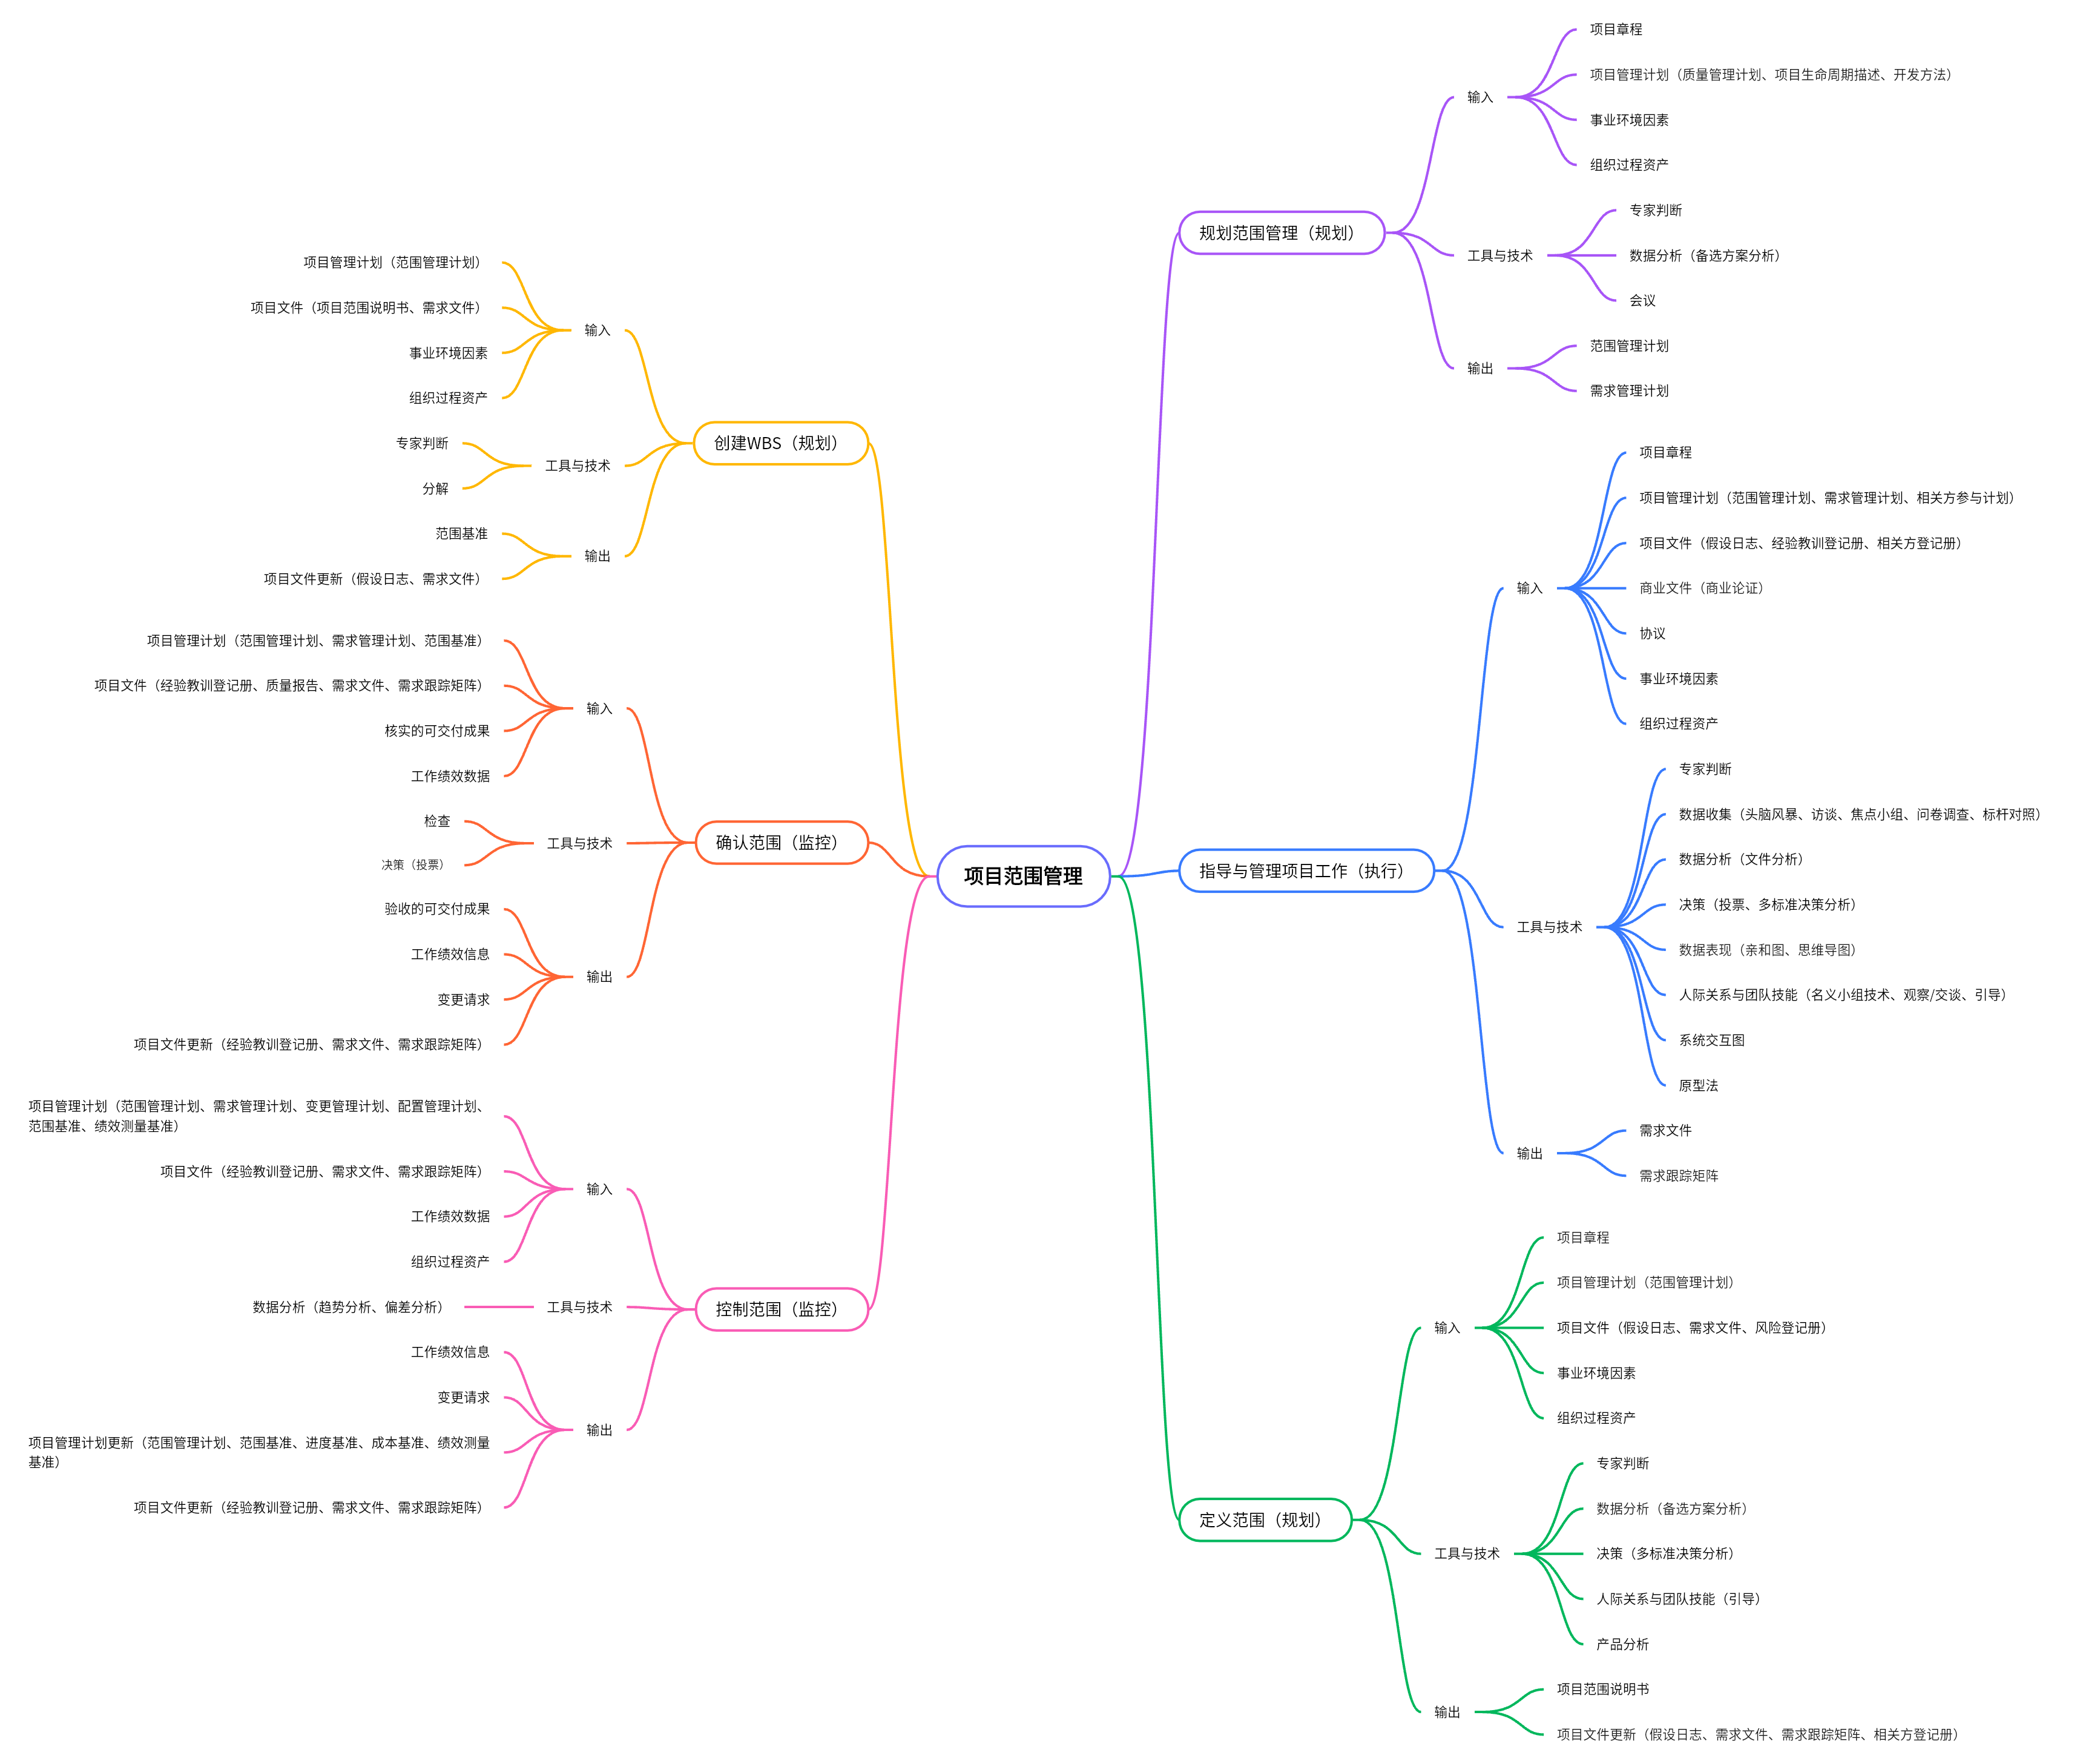 项目范围管理
规划范围管理（规划）
输入
项目章程
项目管理计划（质量管理计划、项目生命周期描述、开发方法）
事业环境因素
组织过程资产
工具与技术
专家判断
数据分析（备选方案分析）
会议
输出
范围管理计划
需求管理计划
指导与管理项目工作（执行）
输入
项目章程
项目管理计划（范围管理计划、需求管理计划、相关方参与计划）
项目文件（假设日志、经验教训登记册、相关方登记册）
商业文件（商业论证）
协议
事业环境因素
组织过程资产
工具与技术
专家判断
数据收集（头脑风暴、访谈、焦点小组、问卷调查、标杆对照）
数据分析（文件分析）
决策（投票、多标准决策分析）
数据表现（亲和图、思维导图）
人际关系与团队技能（名义小组技术、观察/交谈、引导）
系统交互图
原型法
输出
需求文件
需求跟踪矩阵
定义范围（规划）
输入
项目章程
项目管理计划（范围管理计划）
项目文件（假设日志、需求文件、风险登记册）
事业环境因素
组织过程资产
工具与技术
专家判断
数据分析（备选方案分析）
决策（多标准决策分析）
人际关系与团队技能（引导）
产品分析
输出
项目范围说明书
项目文件更新（假设日志、需求文件、需求跟踪矩阵、相关方登记册）
创建WBS（规划）
输入
项目管理计划（范围管理计划）
项目文件（项目范围说明书、需求文件）
事业环境因素
组织过程资产
工具与技术
专家判断
分解
输出
范围基准
项目文件更新（假设日志、需求文件）
确认范围（监控）
输入
项目管理计划（范围管理计划、需求管理计划、范围基准）
项目文件（经验教训登记册、质量报告、需求文件、需求跟踪矩阵）
核实的可交付成果
工作绩效数据
工具与技术
检查
决策（投票）
输出
验收的可交付成果
工作绩效信息
变更请求
项目文件更新（经验教训登记册、需求文件、需求跟踪矩阵）
控制范围（监控）
输入
项目管理计划（范围管理计划、需求管理计划、变更管理计划、配置管理计划、
范围基准、绩效测量基准）
项目文件（经验教训登记册、需求文件、需求跟踪矩阵）
工作绩效数据
组织过程资产
工具与技术
数据分析（趋势分析、偏差分析）
输出
工作绩效信息
变更请求
项目管理计划更新（范围管理计划、范围基准、进度基准、成本基准、绩效测量
基准）
项目文件更新（经验教训登记册、需求文件、需求跟踪矩阵）